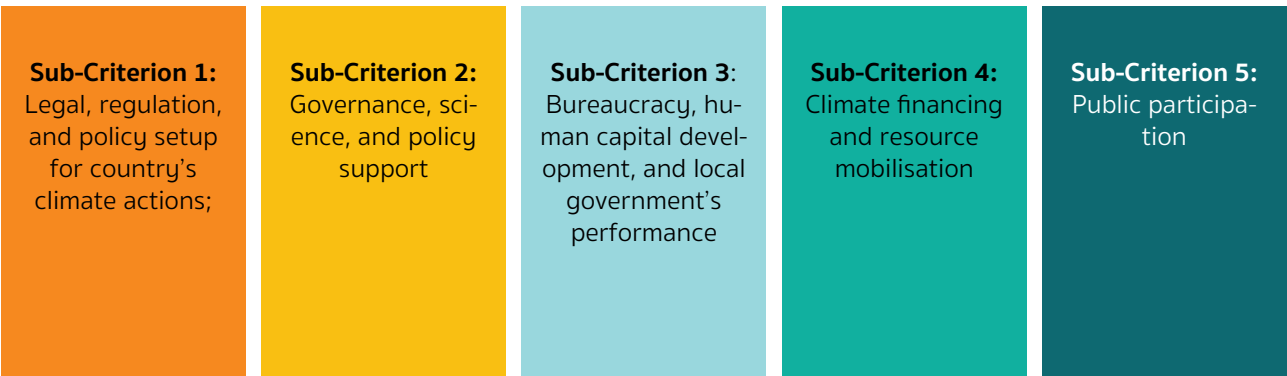 Sub-Criterion 1:
Legal, regulation,
and policy setup
for country's
climate actions;
Sub-Criterion 2:
Governance, sci-
ence, and policy
support
Sub-Criterion 3:
Bureaucracy, hu-
man capital devel-
opment, and local
government's
performance
Sub-Criterion 4:
Climate financing
and resource
mobilisation
Sub-Criterion 5:
Public participa-
tion